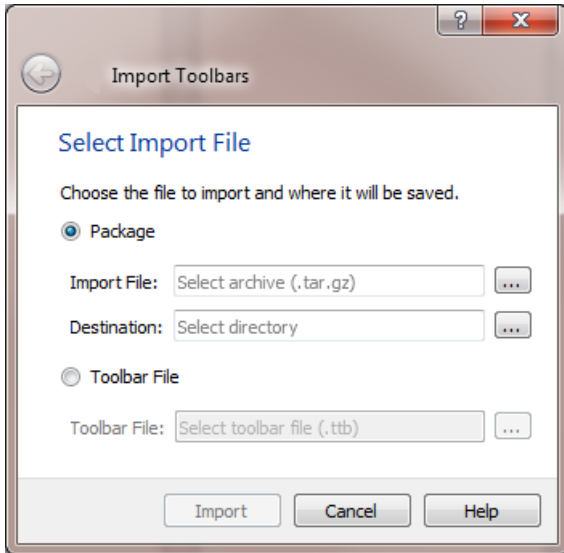 ?
X
Import Toolbars
Select Import File
Choose the file to import and where it will be saved.
Package
Import File: Select archive (.tar.gz) ...
Destination: Select directory ...
Toolbar File
Toolbar File: Select toolbar file (.ttb) ...
Import Cancel Help